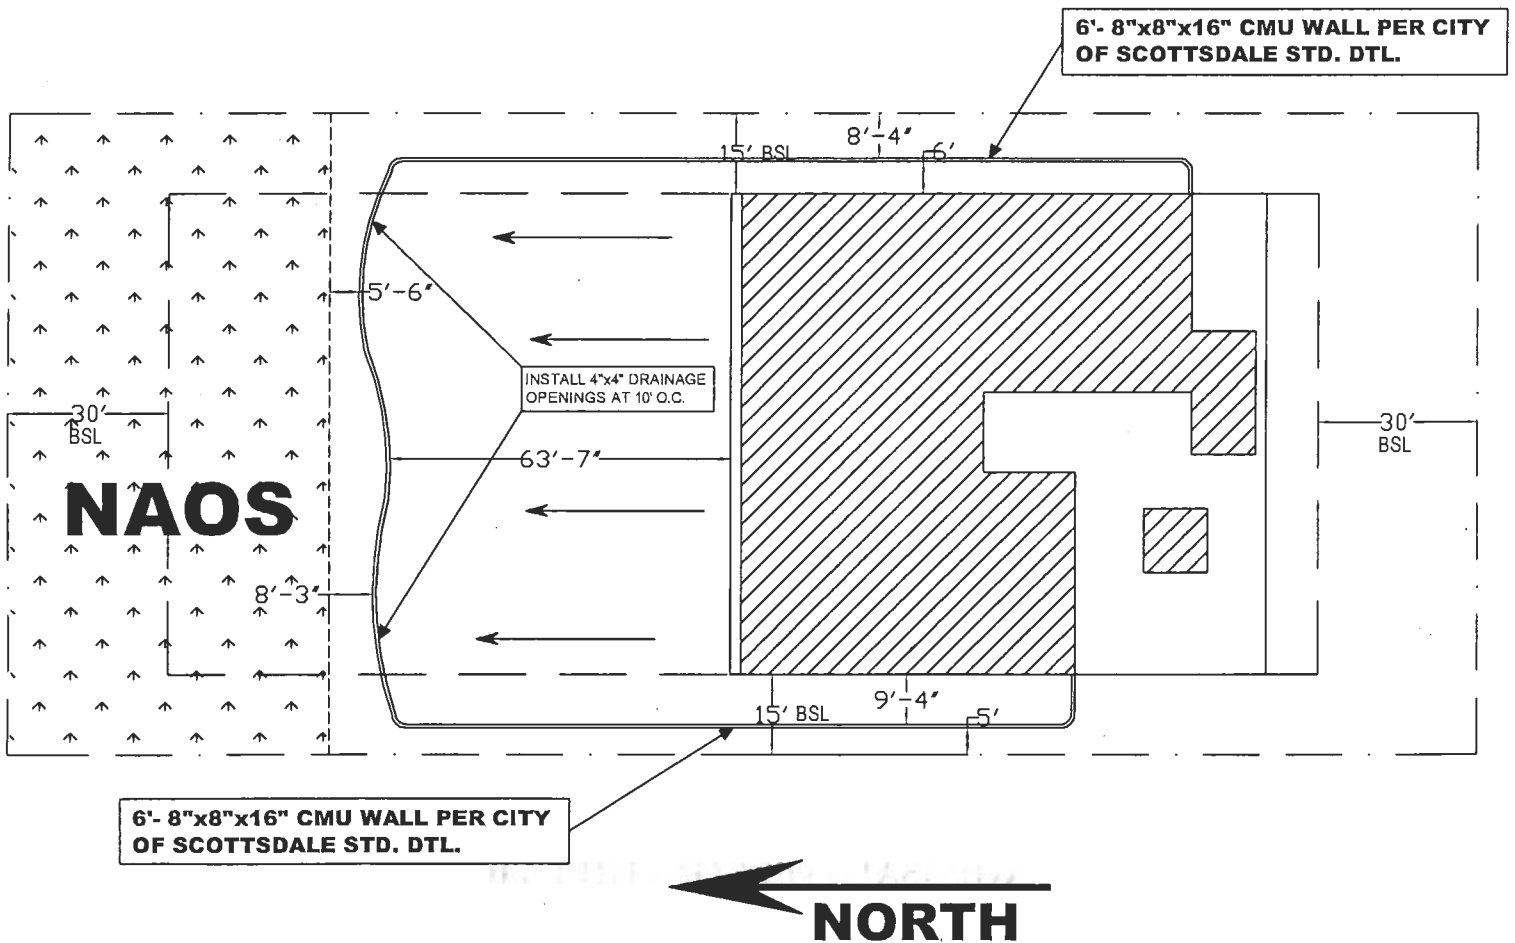 6'- 8"x8"x16" CMU WALL PER CITY
OF SCOTTSDALE STD. DTL.
8'-4"
15' BSL
6'
5'-6"
INSTALL 4"x4" DRAINAGE
OPENINGS AT 10' O.C.
30'
BSL
30'
BSL
63'-7"
NAOS
8'-3"
9'-4"
15' BSL
5'
6'- 8"x8"x16" CMU WALL PER CITY
OF SCOTTSDALE STD. DTL.
NORTH